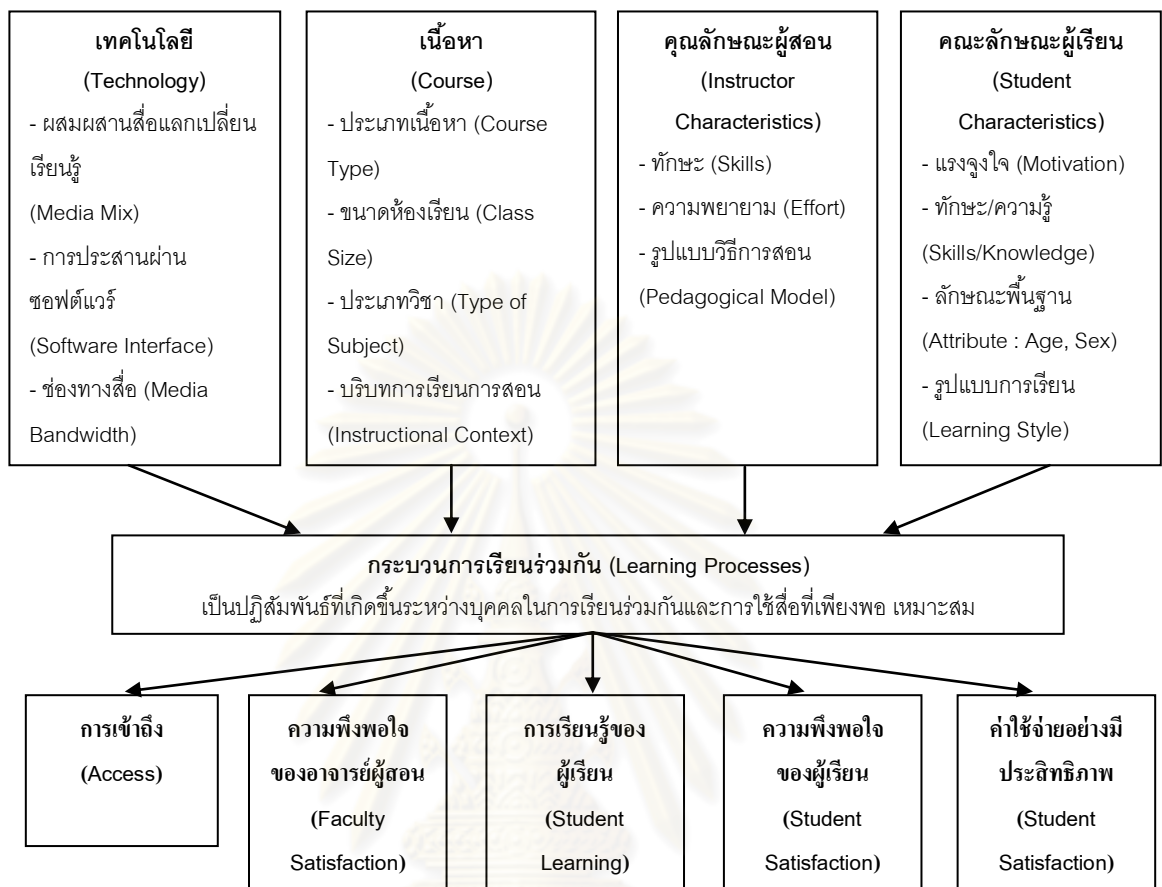 เทคโนโลยี
(Technology)
- ผสมผสานสื่อแลกเปลี่ยน
เรียนรู้
(Media Mix)
- การประสานผ่าน
ซอฟต์แวร์
(Software Interface)
- ช่องทางสื่อ (Media
Bandwidth)
เนื้อหา
(Course)
- ประเภทเนื้อหา (Course
Type)
- ขนาดห้องเรียน (Class
Size)
- ประเภทวิชา (Type of
Subject)
- บริบทการเรียนการสอน
(Instructional Context)
คุณลักษณะผู้สอน
(Instructor
Characteristics)
- ทักษะ (Skills)
- ความพยายาม (Effort)
- รูปแบบวิธีการสอน
(Pedagogical Model)
คณะลักษณะผู้เรียน
(Student
Characteristics)
- แรงจูงใจ (Motivation)
- ทักษะ/ความรู้
(Skills/Knowledge)
- ลักษณะพื้นฐาน
(Attribute : Age, Sex)
- รูปแบบการเรียน
(Learning Style)
กระบวนการเรียนร่วมกัน (Learning Processes)
เป็นปฏิสัมพันธ์ที่เกิดขึ้นระหว่างบุคคลในการเรียนร่วมกันและการใช้สื่อที่เพียงพอ เหมาะสม
การเข้าถึง
(Access)
ความพึงพอใจ
ของอาจารย์ผู้สอน
(Faculty
Satisfaction)
การเรียนรู้ของ
ผู้เรียน
(Student
Learning)
ความพึงพอใจ
ของผู้เรียน
(Student
Satisfaction)
ค่าใช้จ่ายอย่างมี
ประสิทธิภาพ
(Student
Satisfaction)